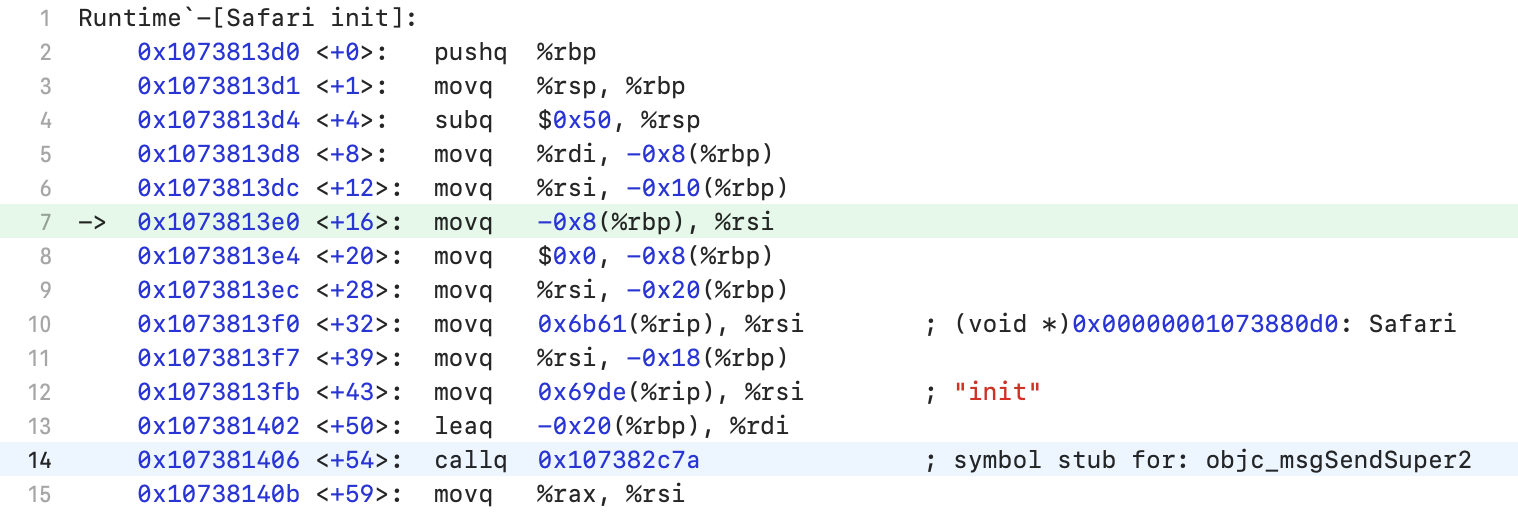 1 Runtime`-[Safari init]:
2 0x1073813d0 <+0>: pushq %rbp
3 0x1073813d1 <+1>: movq %rsp, %rbp
4 0x1073813d4 <+4>: subq $0x50, %rsp
5 0x1073813d8 <+8>: movq %rdi, -0x8(%rbp)
6 0x1073813dc <+12>: movq %rsi, -0x10(%rbp)
7 -> 0x1073813e0 <+16>: movq -0x8(%rbp), %rsi
8 0x1073813e4 <+20>: movq $0x0, -0x8(%rbp)
9 0x1073813ec <+28>: movq %rsi, -0x20(%rbp)
10 0x1073813f0 <+32>: movq 0x6b61(%rip), %rsi ; (void *)0x00000001073880d0: Safari
11 0x1073813f7 <+39>: movq %rsi, -0x18(%rbp)
12 0x1073813fb <+43>: movq 0x69de(%rip), %rsi ; "init"
13 0x107381402 <+50>: leaq -0x20(%rbp), %rdi
14 0x107381406 <+54>: callq 0x107382c7a ; symbol stub for: objc_msgSendSuper2
15 0x10738140b <+59>: movq %rax, %rsi